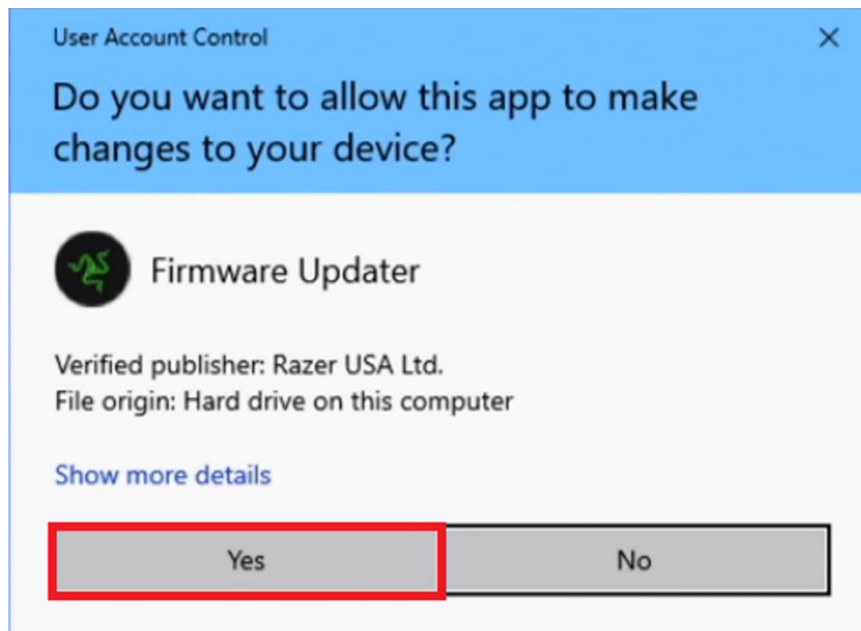 User Account Control
Do you want to allow this app to make
changes to your device?
Firmware Updater
Verified publisher: Razer USA Ltd.
File origin: Hard drive on this computer
Show more details
Yes
No